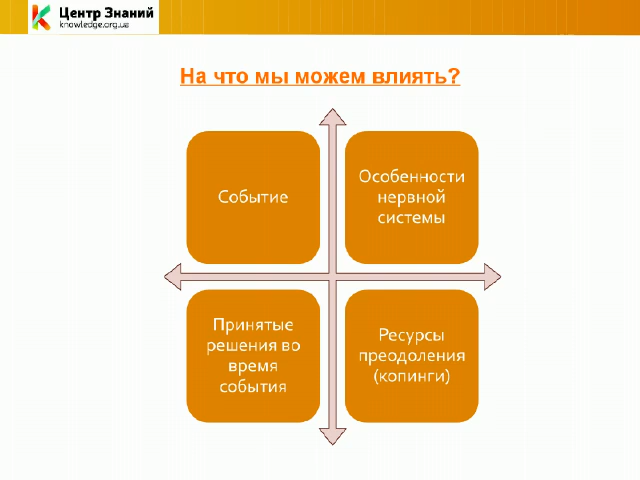 Центр Знаний
knowledge.org.ua
На что мы можем влиять?
Событие
Особенности
нервной
системы
Принятые
решения во
время
события
Ресурсы
преодоления
(копинги)